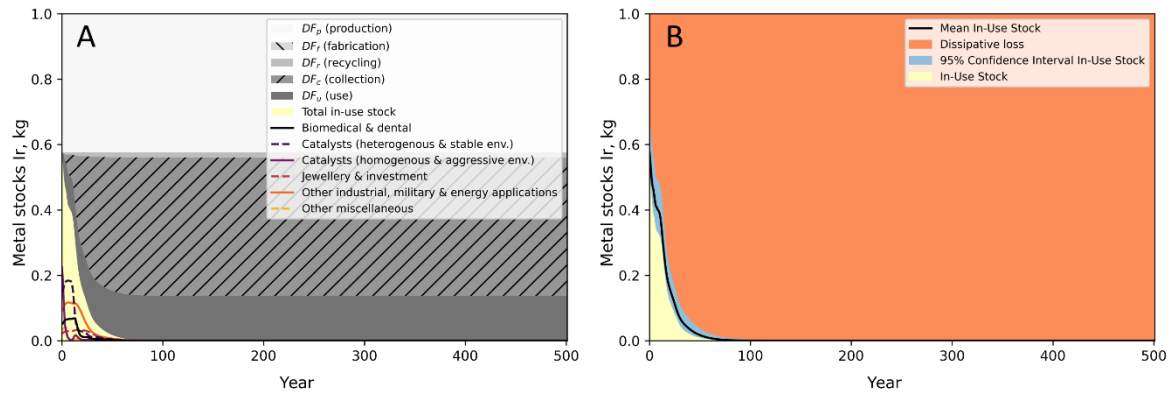 A
Metal stocks Ir, kg
1.0
0.8
0.6
0.4
0.2
0.0
DF_p (production)
DF_f (fabrication)
DF_r (recycling)
DF_c (collection)
DF_u (use)
Total in-use stock
Biomedical & dental
Catalysts (heterogenous & stable env.)
Catalysts (homogenous & aggressive env.)
Jewellery & investment
Other industrial, military & energy applications
Other miscellaneous
0 100 200 300 400 500
Year
B
Metal stocks Ir, kg
1.0
0.8
0.6
0.4
0.2
0.0
Mean In-Use Stock
Dissipative loss
95% Confidence Interval In-Use Stock
In-Use Stock
0 100 200 300 400 500
Year